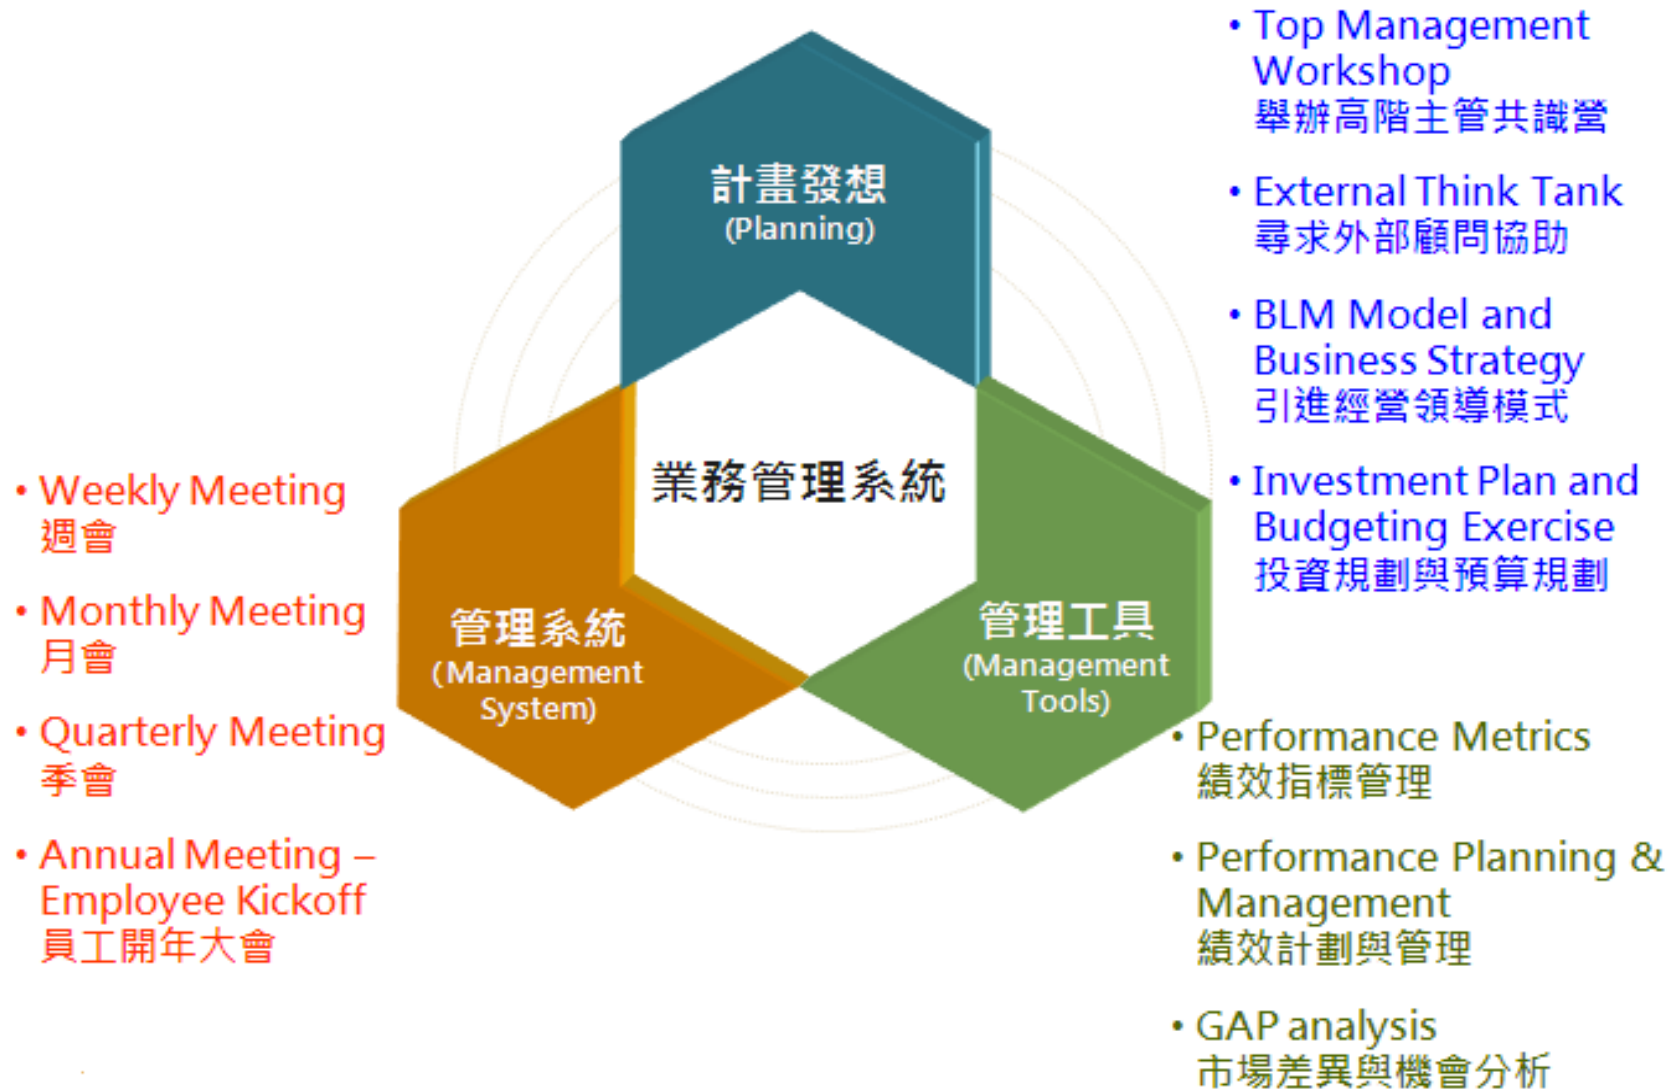 計畫發想
(Planning)
業務管理系統
管理系統
(Management
System)
管理工具
(Management
Tools)
• Top Management
Workshop
舉辦高階主管共識營
• External Think Tank
尋求外部顧問協助
• BLM Model and
Business Strategy
引進經營領導模式
• Investment Plan and
Budgeting Exercise
投資規劃與預算規劃
• Weekly Meeting
週會
• Monthly Meeting
月會
• Quarterly Meeting
季會
• Annual Meeting –
Employee Kickoff
員工開年大會
• Performance Metrics
績效指標管理
• Performance Planning &
Management
績效計劃與管理
• GAP analysis
市場差異與機會分析